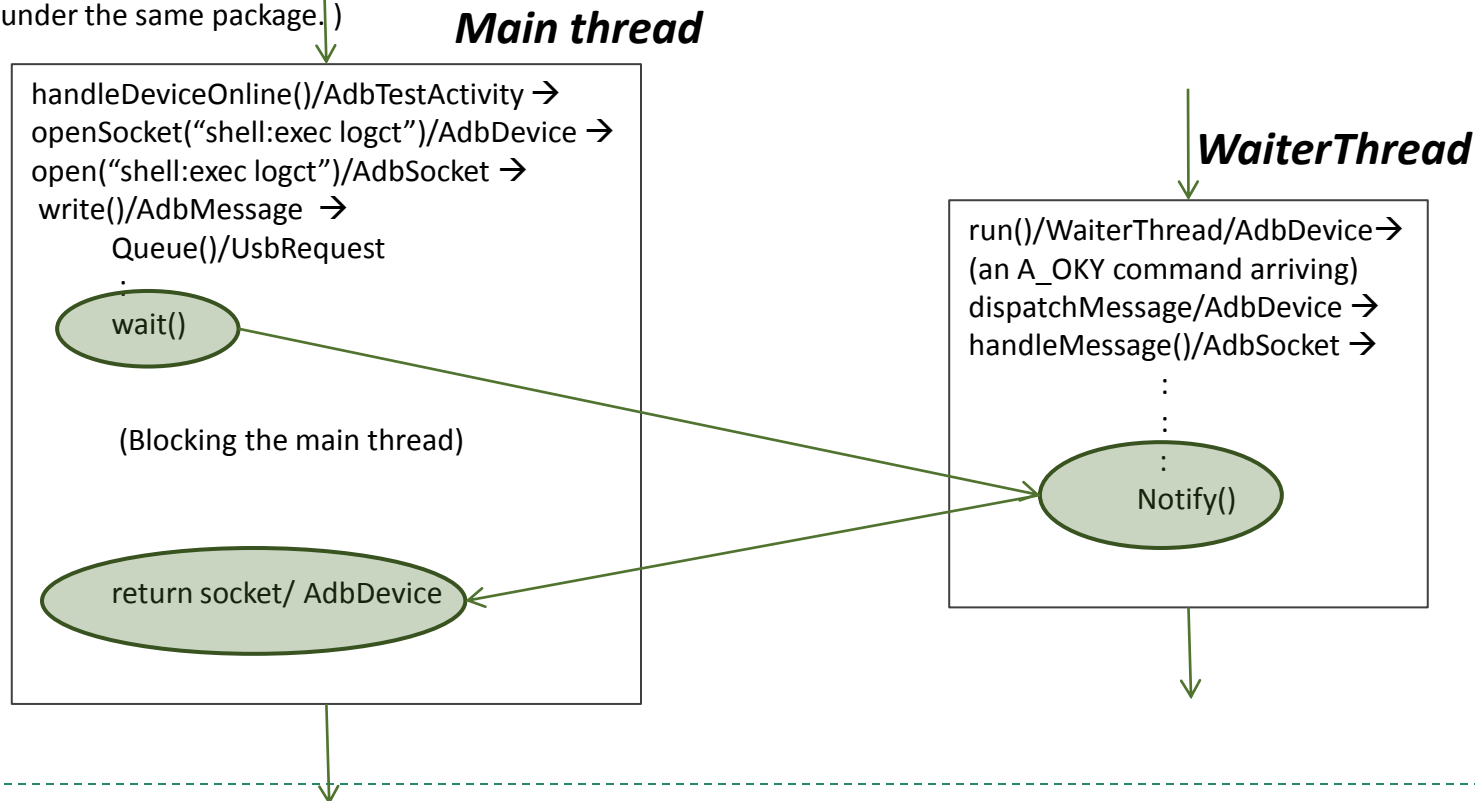 under the same package. )
Main thread
handleDeviceOnline()/AdbTestActivity →
openSocket(“shell:exec logct”)/AdbDevice →
open(“shell:exec logct”)/AdbSocket →
write()/AdbMessage →
Queue()/UsbRequest
:
wait()
(Blocking the main thread)
return socket/ AdbDevice
WaiterThread
run()/WaiterThread/AdbDevice→
(an A_OKY command arriving)
dispatchMessage/AdbDevice →
handleMessage()/AdbSocket →
:
:
:
Notify()